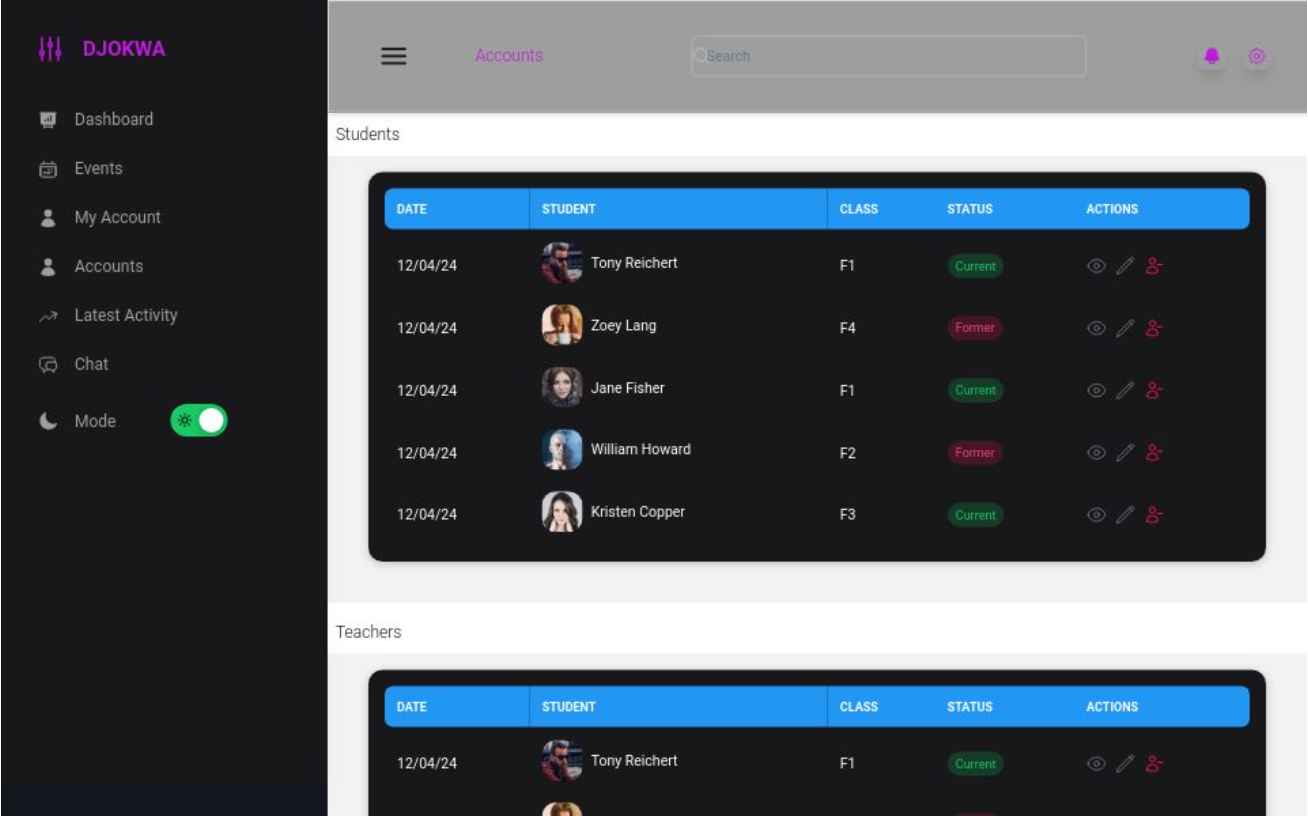 DJOKWA
Dashboard
Events
My Account
Accounts
Latest Activity
Chat
Mode
Accounts
Search
Students
DATE STUDENT CLASS STATUS ACTIONS
12/04/24 Tony Reichert F1 Current
12/04/24 Zoey Lang F4 Former
12/04/24 Jane Fisher F1 Current
12/04/24 William Howard F2 Former
12/04/24 Kristen Copper F3 Current
Teachers
DATE STUDENT CLASS STATUS ACTIONS
12/04/24 Tony Reichert F1 Current